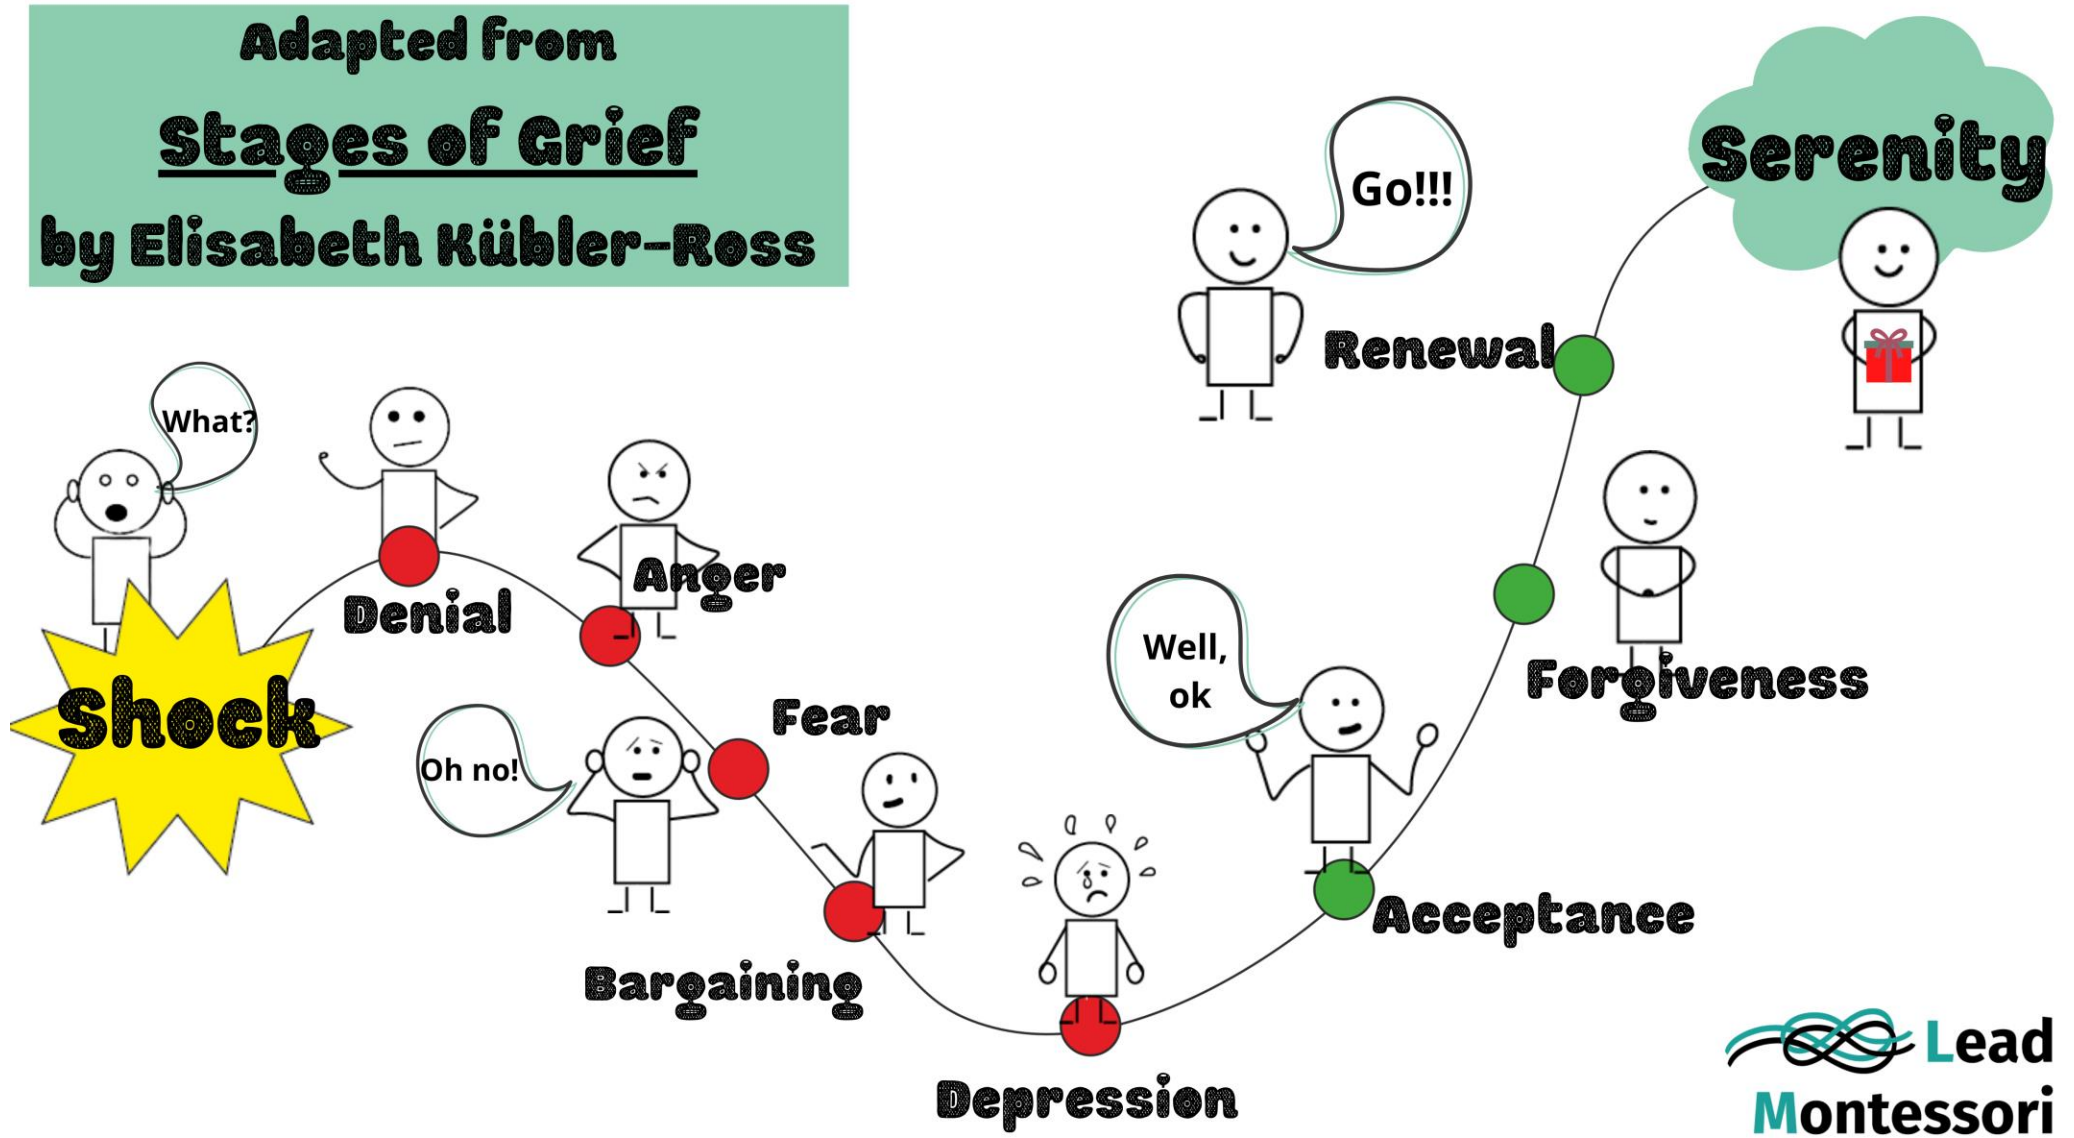 Adapted from
Stages of Grief
by Elisabeth Kübler-Ross
What?
Shock
Denial
Anger
Oh no!
Fear
Bargaining
Depression
Well,
ok
Acceptance
Forgiveness
Renewal
Go!!!
Serenity
Lead
Montessori